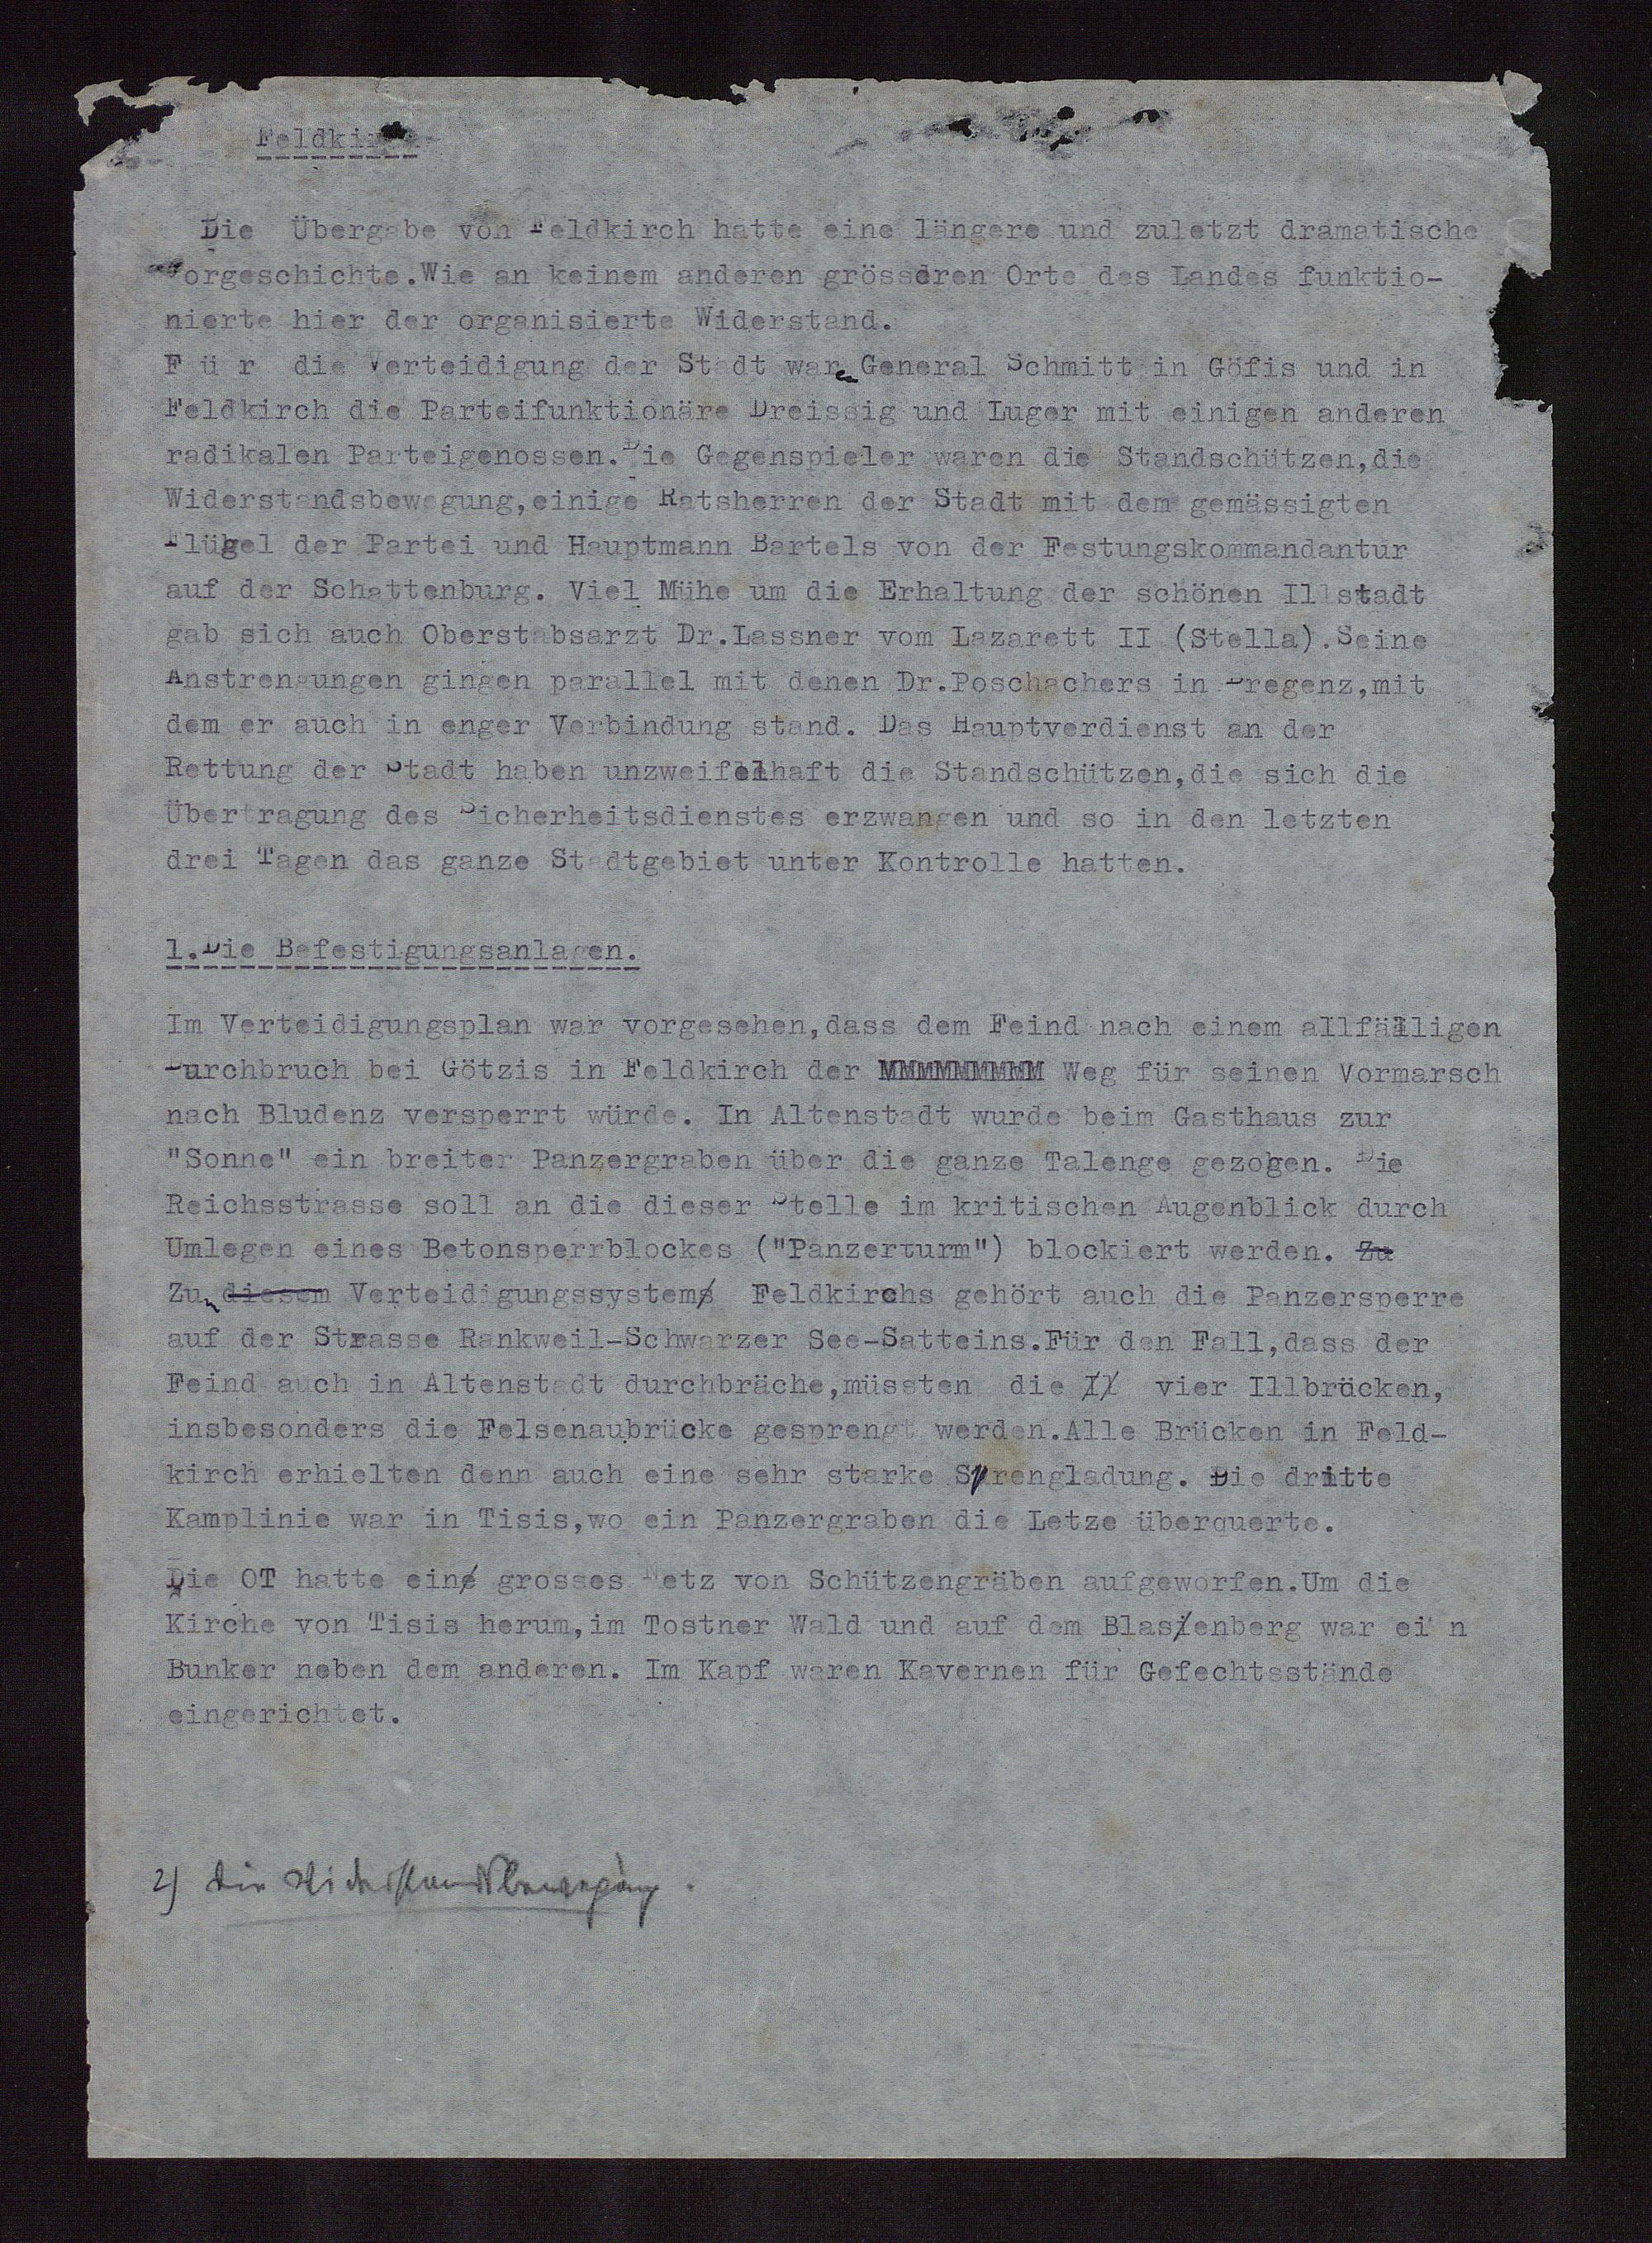 Feldkirch
Die Übergabe von Feldkirch hatte eine längere und zuletzt dramatische
Vorgeschichte.Wie an keinem anderen grösseren Orte des Landes funktio-
nierte hier der organisierte Widerstand.
F ü r die Verteidigung der Stadt waren General Schmitt in Göfis und in
Feldkirch die Parteifunktionäre Dreissig und Luger mit einigen anderen
radikalen Parteigenossen.Die Gegenspieler waren die Standschützen,die
Widerstandsbewegung,einige Ratsherren der Stadt mit dem gemässigten
Flügel der Partei und Hauptmann Bartels von der Festungskommandantur
auf der Schattenburg. Viel Mühe um die Erhaltung der schönen Illstadt
gab sich auch Oberstabsarzt Dr.Lassner vom Lazarett II (Stella).Seine
Anstrengungen gingen parallel mit denen Dr.Poschachers in Bregenz,mit
dem er auch in enger Verbindung stand. Das Hauptverdienst an der
Rettung der Stadt haben unzweifelhaft die Standschützen,die sich die
Übertragung des Sicherheitsdienstes erzwangen und so in den letzten
drei Tagen das ganze Stadtgebiet unter Kontrolle hatten.
1.Die Befestigungsanlagen.
Im Verteidigungsplan war vorgesehen,dass dem Feind nach einem allfälligen
Durchbruch bei Götzis in Feldkirch der MMMMMMMMM Weg für seinen Vormarsch
nach Bludenz versperrt würde. In Altenstadt wurde beim Gasthaus zur
"Sonne" ein breiter Panzergraben über die ganze Talenge gezogen. Die
Reichsstrasse soll an die dieser Stelle im kritischen Augenblick durch
Umlegen eines Betonsperrblockes ("Panzerturm") blockiert werden. Zu
Zum diesem Verteidigungssystems Feldkirchs gehört auch die Panzersperre
auf der Strasse Rankweil-Schwarzer See-Satteins.Für den Fall,dass der
Feind auch in Altenstadt durchbräche,müssten die Il vier Illbrücken,
insbesonders die Felsenaubrücke gesprengt werden.Alle Brücken in Feld-
kirch erhielten denn auch eine sehr starke Sprengladung. Die dritte
Kamplinie war in Tisis,wo ein Panzergraben die Letze überquerte.
Die OT hatte eine grosses Netz von Schützengräben aufgeworfen.Um die
Kirche von Tisis herum,im Tostner Wald und auf dem Blasienberg war ei n
Bunker neben dem anderen. Im Kapf waren Kavernen für Gefechtsstände
eingerichtet.
2) Die Widerstandsbewegung.